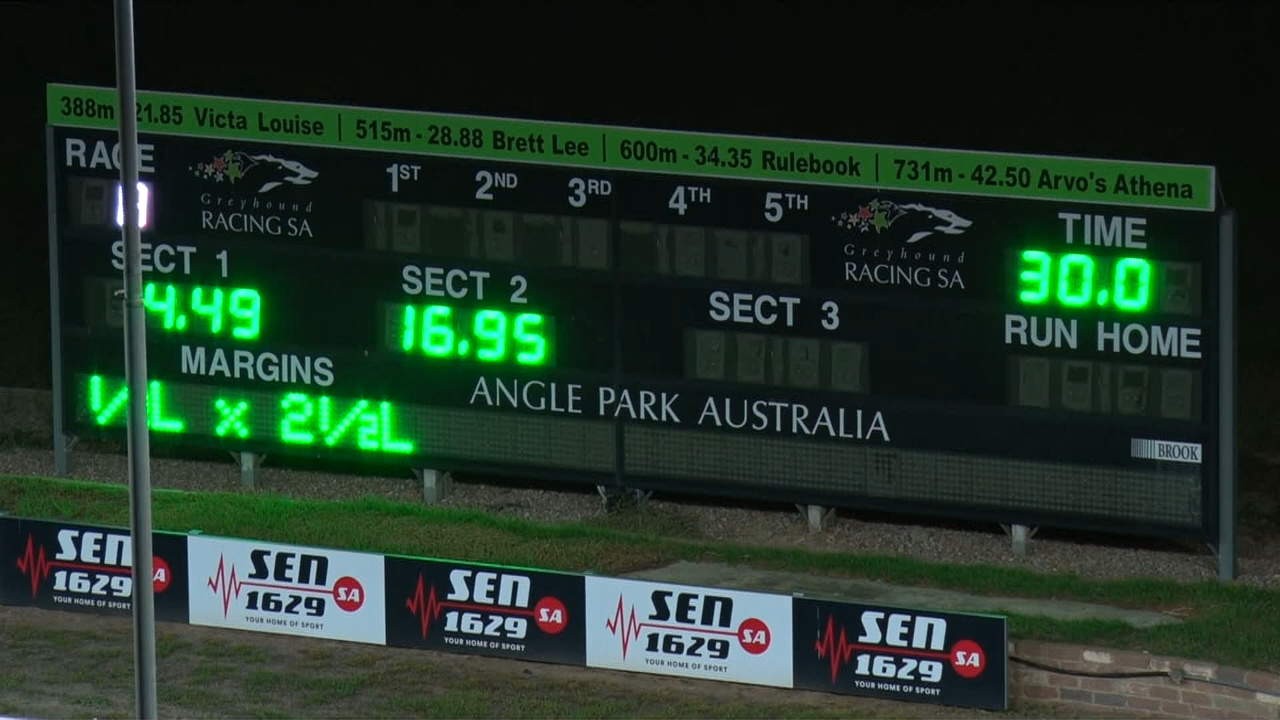 388m 21.85 Victa Louise | 515m - 28.88 Brett Lee | 600m - 34.35 Rulebook | 731m - 42.50 Arvo's Athena
RACE
Greyhound
RACING SA
1ST 2ND 3RD 4TH 5TH
Greyhound
RACING SA
TIME
30.0
SECT 1
4.49
SECT 2
16.95
SECT 3
RUN HOME
MARGINS
L x 2½L
ANGLE PARK AUSTRALIA
BROOK
SEN
1629
YOUR HOME OF SPORT
SEN
1629 SA
YOUR HOME OF SPORT
SEN
1629 SA
YOUR HOME OF SPORT
SEN
1629 SA
YOUR HOME OF SPORT
SEN
1629 SA
YOUR HOME OF SPORT